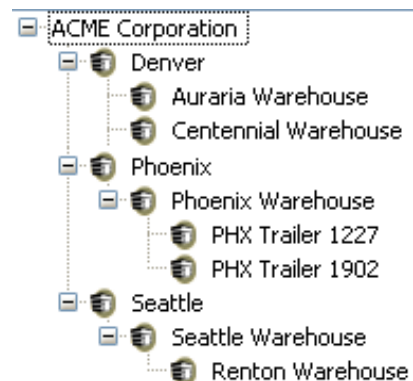 ACME Corporation
Denver
Auraria Warehouse
Centennial Warehouse
Phoenix
Phoenix Warehouse
PHX Trailer 1227
PHX Trailer 1902
Seattle
Seattle Warehouse
Renton Warehouse